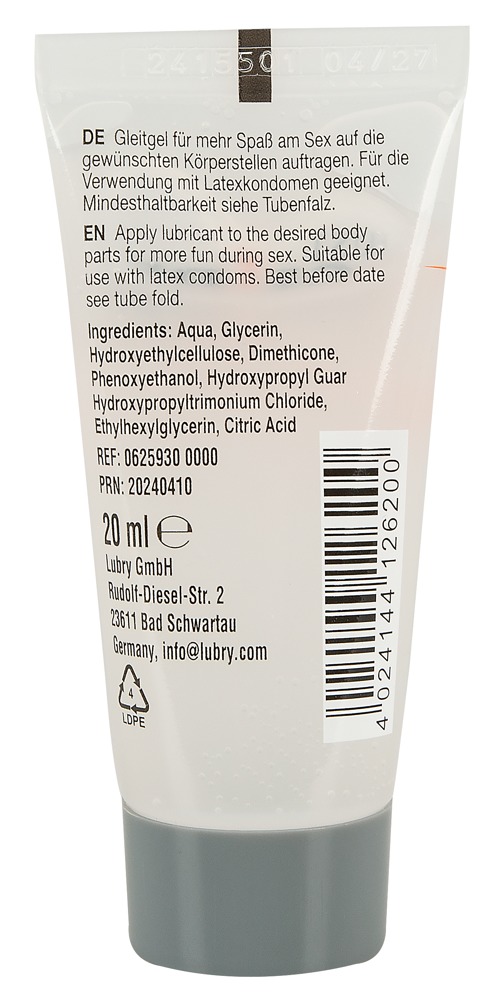 2415501 04/27
DE Gleitgel für mehr Spaß am Sex auf die
gewünschten Körperstellen auftragen. Für die
Verwendung mit Latexkondomen geeignet.
Mindesthaltbarkeit siehe Tubenfalz.
EN Apply lubricant to the desired body
parts for more fun during sex. Suitable for
use with latex condoms. Best before date
see tube fold.
Ingredients: Aqua, Glycerin,
Hydroxyethylcellulose, Dimethicone,
Phenoxyethanol, Hydroxypropyl Guar
Hydroxypropyltrimonium Chloride,
Ethylhexylglycerin, Citric Acid
REF: 0625930 0000
PRN: 20240410
20 ml ℮
Lubry GmbH
Rudolf-Diesel-Str. 2
23611 Bad Schwartau
Germany, info@lubry.com
4
LDPE
4 024144 126200